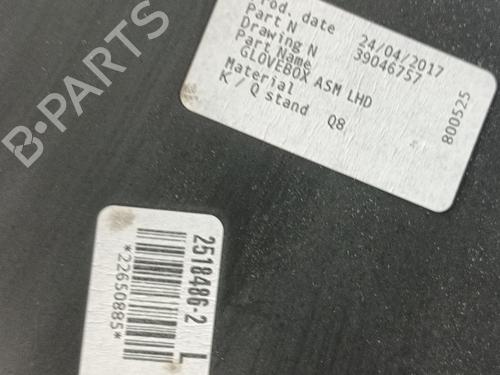 B-PARTS
Prod. date 24/04/2017
Part N 39046757
Drawing N
Part Name
GLOVEBOX ASM LHD
Material
K / Q stand Q8
800525
2518486-2 L
*22650885*